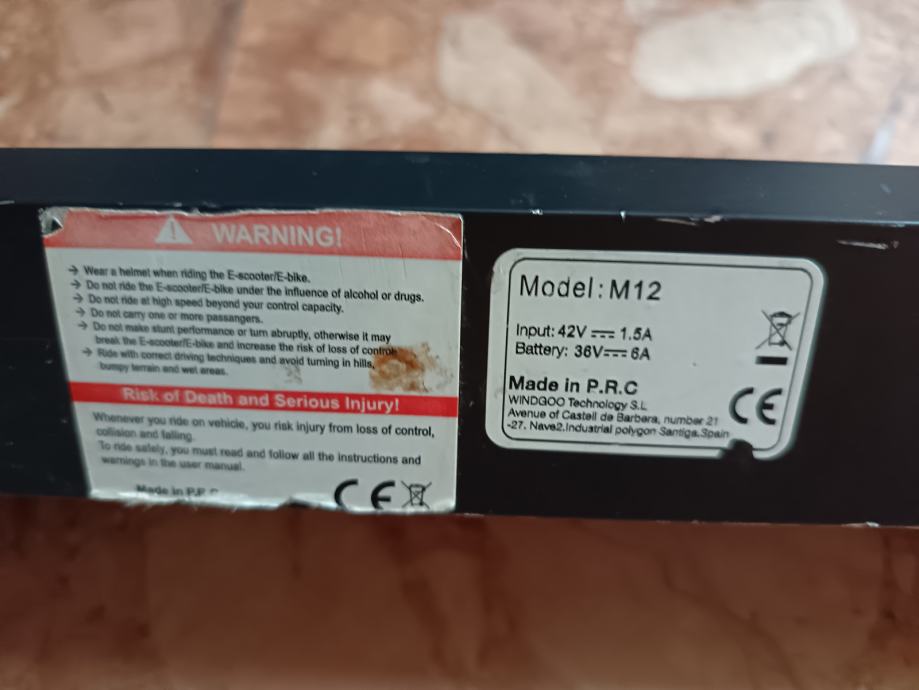 WARNING!
→ Wear a helmet when riding the E-scooter/E-bike.
→ Do not ride the E-scooter/E-bike under the influence of alcohol or drugs.
→ Do not ride at high speed beyond your control capacity.
→ Do not carry one or more passengers.
→ Do not make stunt performance or turn abruptly, otherwise it may
break the E-scooter/E-bike and increase the risk of loss of control.
→ Ride with correct driving techniques and avoid turning in hills,
bumpy terrain and wet areas.
Risk of Death and Serious Injury!
Whenever you ride on vehicle, you risk injury from loss of control,
collision and falling.
To ride safely, you must read and follow all the instructions and
warnings in the user manual.
Made in P.R.C
CE
Model: M12
Input: 42V 1.5A
Battery: 36V 6A
Made in P.R.C
WINDGOO Technology S.L
Avenue of Castell de Barbera, number 21
-27. Nave2,Industrial polygon Santiga.Spain
CE